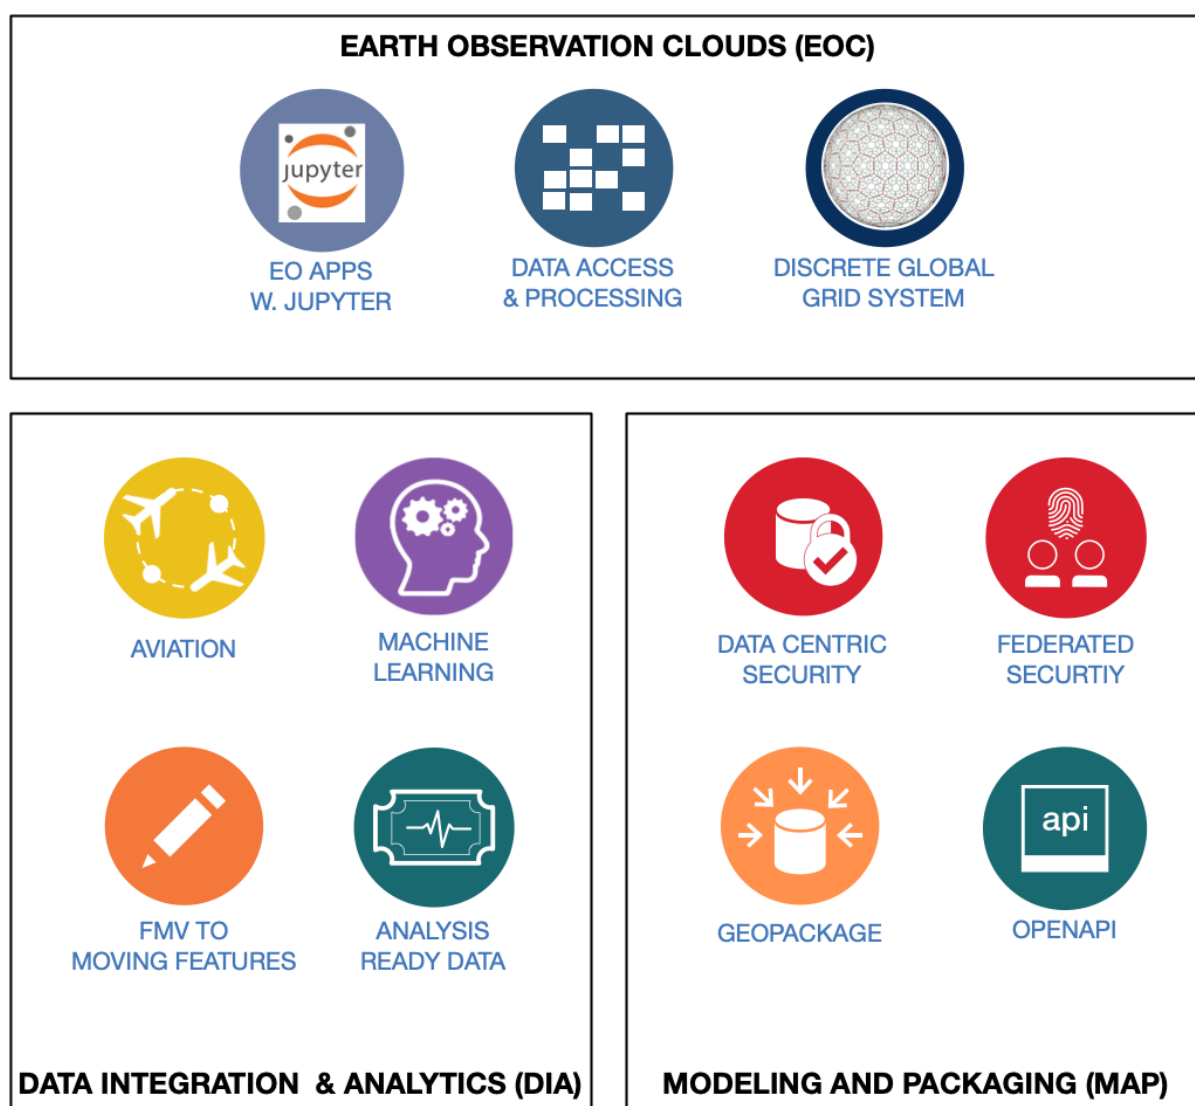 EARTH OBSERVATION CLOUDS (EOC)
jupyter
EO APPS
W. JUPYTER
DATA ACCESS
& PROCESSING
DISCRETE GLOBAL
GRID SYSTEM
AVIATION
MACHINE
LEARNING
FMV TO
MOVING FEATURES
ANALYSIS
READY DATA
DATA INTEGRATION & ANALYTICS (DIA)
DATA CENTRIC
SECURITY
FEDERATED
SECURTIY
GEOPACKAGE
api
OPENAPI
MODELING AND PACKAGING (MAP)